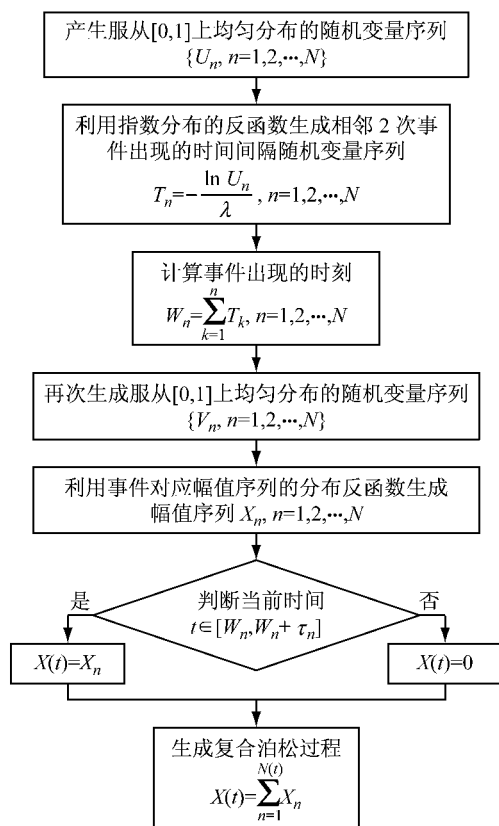 产生服从[0,1]上均匀分布的随机变量序列
{Uₙ, n=1,2,⋯,N}
利用指数分布的反函数生成相邻2次事
件出现的时间间隔随机变量序列
Tₙ=−ln Uₙ/λ, n=1,2,⋯,N
计算事件出现的时刻
Wₙ=∑ₖ₌₁ⁿTₖ, n=1,2,⋯,N
再次生成服从[0,1]上均匀分布的随机变量序列
{Vₙ, n=1,2,⋯,N}
利用事件对应幅值序列的分布反函数生成
幅值序列Xₙ, n=1,2,⋯,N
是
判断当前时间
否
t∈[Wₙ,Wₙ+ τₙ]
X(t)=Xₙ
X(t)=0
生成复合泊松过程
X(t)=∑ₙ₌₁ᴺ⁽ᵗ⁾Xₙ